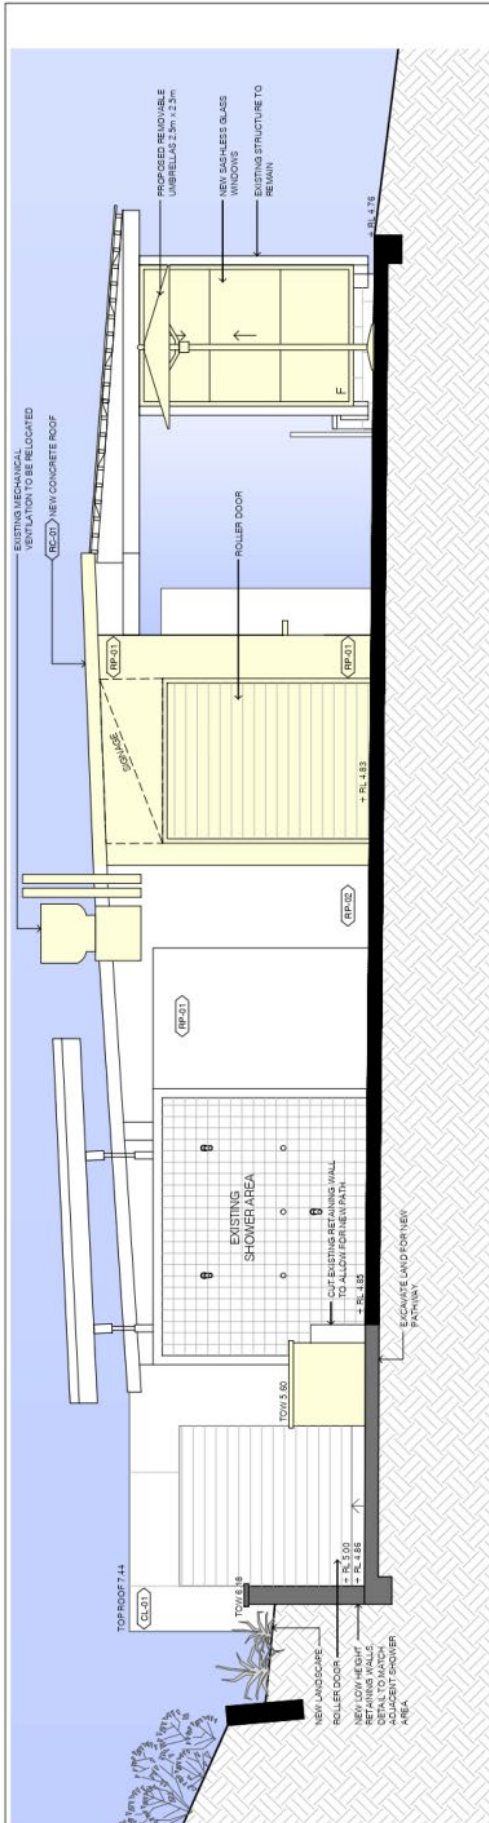 TOP ROOF 7.44
CL-01
TOW 6.18
NEW LANDSCAPE
ROLLER DOOR
NEW LOW HEIGHT
RETAINING WALLS.
DETAIL TO MATCH
ADJACENT SHOWER
AREA
+ RL 5.00
+ RL 4.86
TOW 5.60
EXISTING
SHOWER AREA
CUT EXISTING RETAINING WALL
TO ALLOW FOR NEW PATH
+ RL 4.85
EXCAVATE LAND FOR NEW
PATHWAY
RP-01
RP-02
EXISTING MECHANICAL
VENTILATION TO BE RELOCATED
RC-01 NEW CONCRETE ROOF
SIGNAGE
RP-01
RP-01
+ RL 4.83
ROLLER DOOR
F
PROPOSED REMOVABLE
UMBRELLAS 2.5m x 2.5m
NEW SASHLESS GLASS
WINDOWS
EXISTING STRUCTURE TO
REMAIN
+ RL 4.76